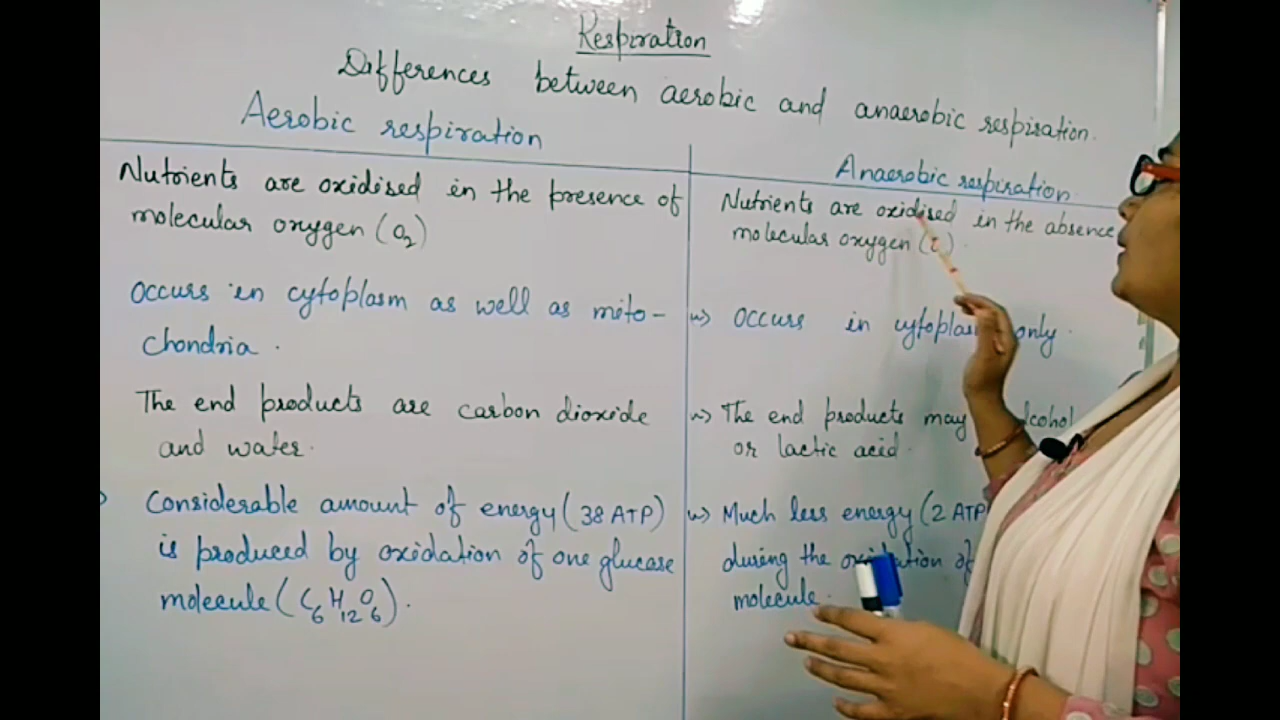 Respiration
Differences between aerobic and anaerobic respiration.
Aerobic respiration
Nutrients are oxidised in the presence of
molecular oxygen (O2)
Occurs in cytoplasm as well as mito-
chondria.
The end products are carbon dioxide
and water.
Considerable amount of energy (38 ATP)
is produced by oxidation of one glucose
molecule (C6H12O6).
Anaerobic respiration
Nutrients are oxidised in the absence
molecular oxygen
Occurs in cytoplasm only.
The end products may
or lactic acid.
Much less energy (2 ATP
during the oxidation of
molecule.